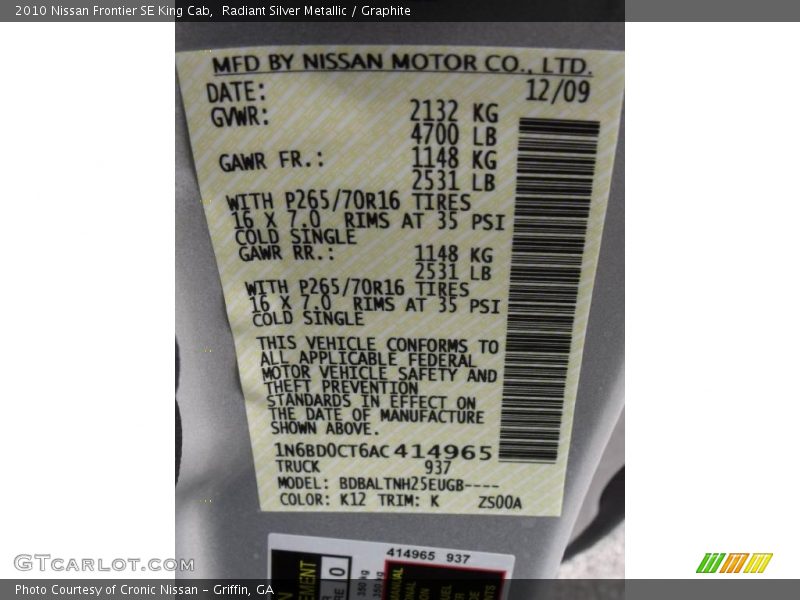 2010 Nissan Frontier SE King Cab, Radiant Silver Metallic / Graphite
MFD BY NISSAN MOTOR CO., LTD.
DATE: 12/09
GVWR: 2132 KG
4700 LB
GAWR FR.: 1148 KG
2531 LB
WITH P265/70R16 TIRES
16 X 7.0 RIMS AT 35 PSI
COLD SINGLE
GAWR RR.: 1148 KG
2531 LB
WITH P265/70R16 TIRES
16 X 7.0 RIMS AT 35 PSI
COLD SINGLE
THIS VEHICLE CONFORMS TO
ALL APPLICABLE FEDERAL
MOTOR VEHICLE SAFETY AND
THEFT PREVENTION
STANDARDS IN EFFECT ON
THE DATE OF MANUFACTURE
SHOWN ABOVE.
1N6BD0CT6AC414965
TRUCK 937
MODEL: BDBALTNH25EUGB----
COLOR: K12 TRIM: K ZS00A
414965 937
GTCARLOT.COM
Photo Courtesy of Cronic Nissan - Griffin, GA